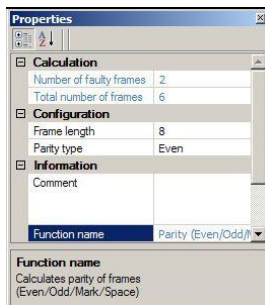 Properties
Calculation
Number of faulty frames 2
Total number of frames 6
Configuration
Frame length 8
Parity type Even
Information
Comment
Function name Parity (Even/Odd/M
Function name
Calculates parity of frames
(Even/Odd/Mark/Space)